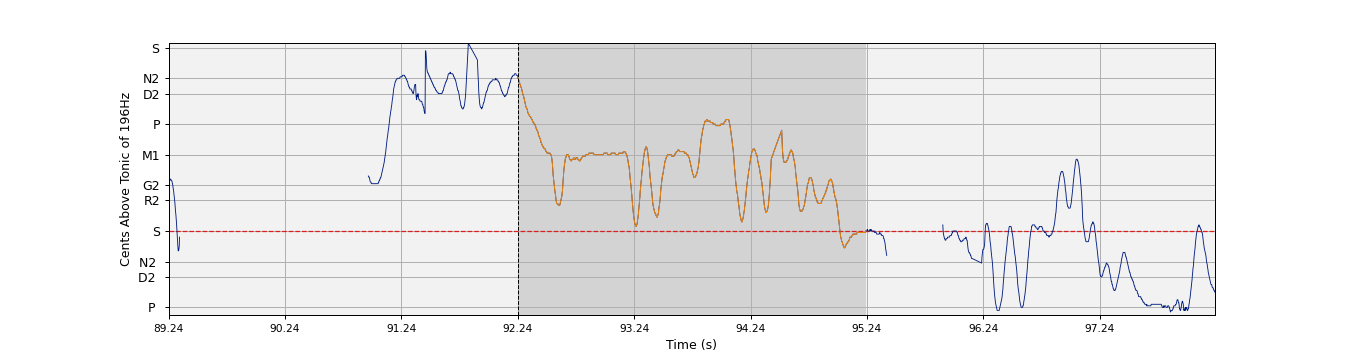 S
N2
D2
P
M1
G2
R2
S
N2
D2
P
Cents Above Tonic of 196Hz
89.24 90.24 91.24 92.24 93.24 94.24 95.24 96.24 97.24
Time (s)